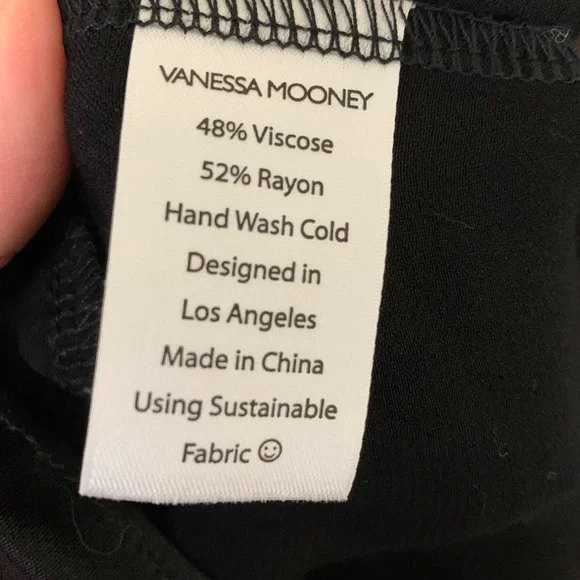 VANESSA MOONEY
48% Viscose
52% Rayon
Hand Wash Cold
Designed in
Los Angeles
Made in China
Using Sustainable
Fabric ☺